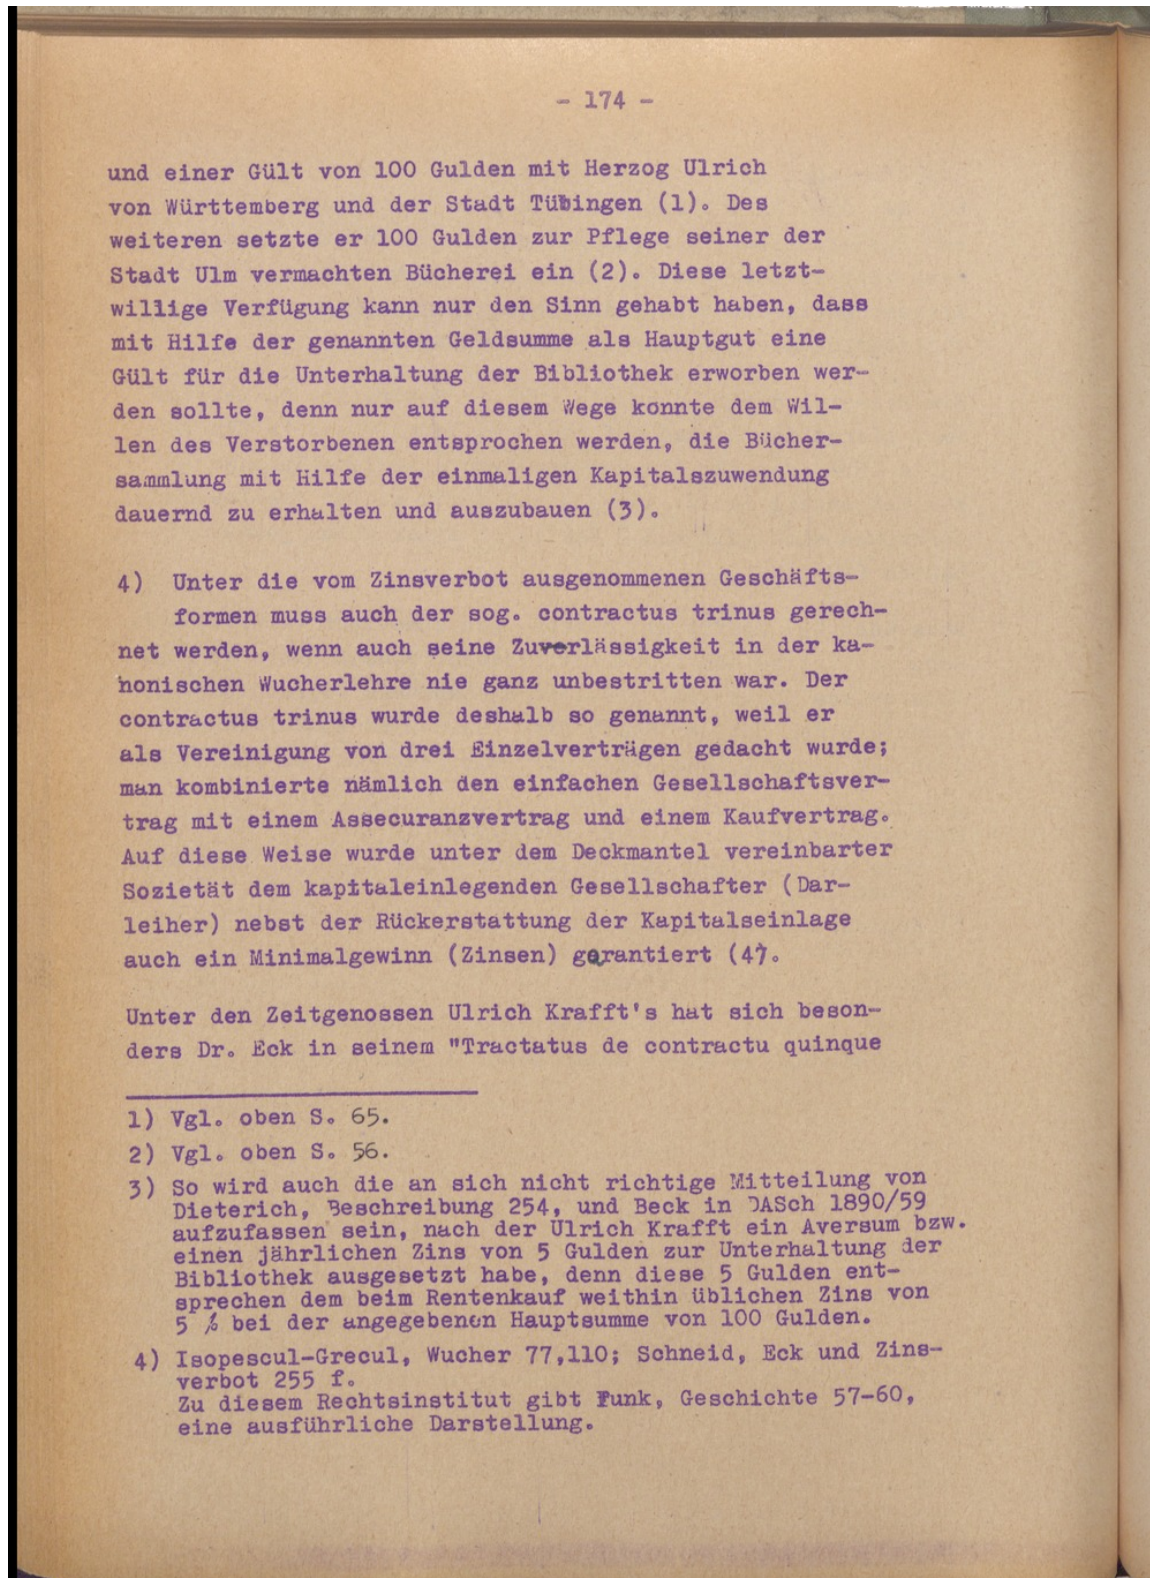 - 174 -
und einer Gült von 100 Gulden mit Herzog Ulrich
von Württemberg und der Stadt Tübingen (1). Des
weiteren setzte er 100 Gulden zur Pflege seiner der
Stadt Ulm vermachten Bücherei ein (2). Diese letzt-
willige Verfügung kann nur den Sinn gehabt haben, dass
mit Hilfe der genannten Geldsumme als Hauptgut eine
Gült für die Unterhaltung der Bibliothek erworben wer-
den sollte, denn nur auf diesem Wege konnte dem Wil-
len des Verstorbenen entsprochen werden, die Bücher-
sammlung mit Hilfe der einmaligen Kapitalszuwendung
dauernd zu erhalten und auszubauen (3).
4) Unter die vom Zinsverbot ausgenommenen Geschäfts-
formen muss auch der sog. contractus trinus gerech-
net werden, wenn auch seine Zuverlässigkeit in der ka-
nonischen Wucherlehre nie ganz unbestritten war. Der
contractus trinus wurde deshalb so genannt, weil er
als Vereinigung von drei Einzelverträgen gedacht wurde;
man kombinierte nämlich den einfachen Gesellschaftsver-
trag mit einem Assecuranzvertrag und einem Kaufvertrag.
Auf diese Weise wurde unter dem Deckmantel vereinbarter
Sozietät dem kapitaleinlegenden Gesellschafter (Dar-
leiher) nebst der Rückerstattung der Kapitalseinlage
auch ein Minimalgewinn (Zinsen) garantiert (4).
Unter den Zeitgenossen Ulrich Krafft's hat sich beson-
ders Dr. Eck in seinem "Tractatus de contractu quinque
1) Vgl. oben S. 65.
2) Vgl. oben S. 56.
3) So wird auch die an sich nicht richtige Mitteilung von
Dieterich, Beschreibung 254, und Beck in DASch 1890/59
aufzufassen sein, nach der Ulrich Krafft ein Aversum bzw.
einen jährlichen Zins von 5 Gulden zur Unterhaltung der
Bibliothek ausgesetzt habe, denn diese 5 Gulden ent-
sprechen dem beim Rentenkauf weithin üblichen Zins von
5 % bei der angegebenen Hauptsumme von 100 Gulden.
4) Isopescul-Grecul, Wucher 77,110; Schneid, Eck und Zins-
verbot 255 f.
Zu diesem Rechtsinstitut gibt Funk, Geschichte 57-60,
eine ausführliche Darstellung.